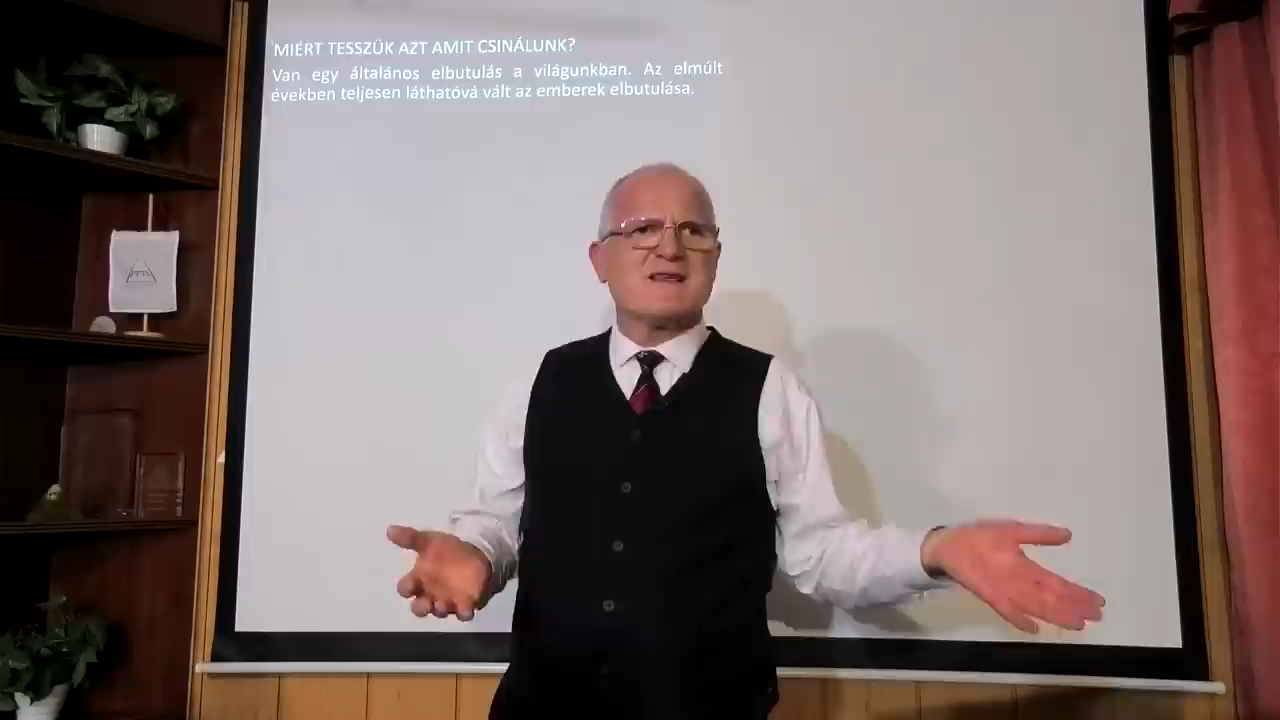 MIÉRT TESSZÜK AZT AMIT CSINÁLUNK?
Van egy általános elbutulás a világunkban. Az elmúlt
években teljesen láthatóvá vált az emberek elbutulása.